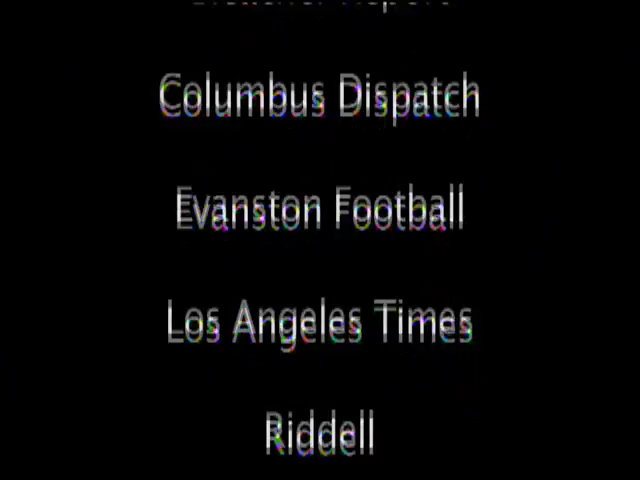 Columbus Dispatch
Evanston Football
Los Angeles Times
Riddell